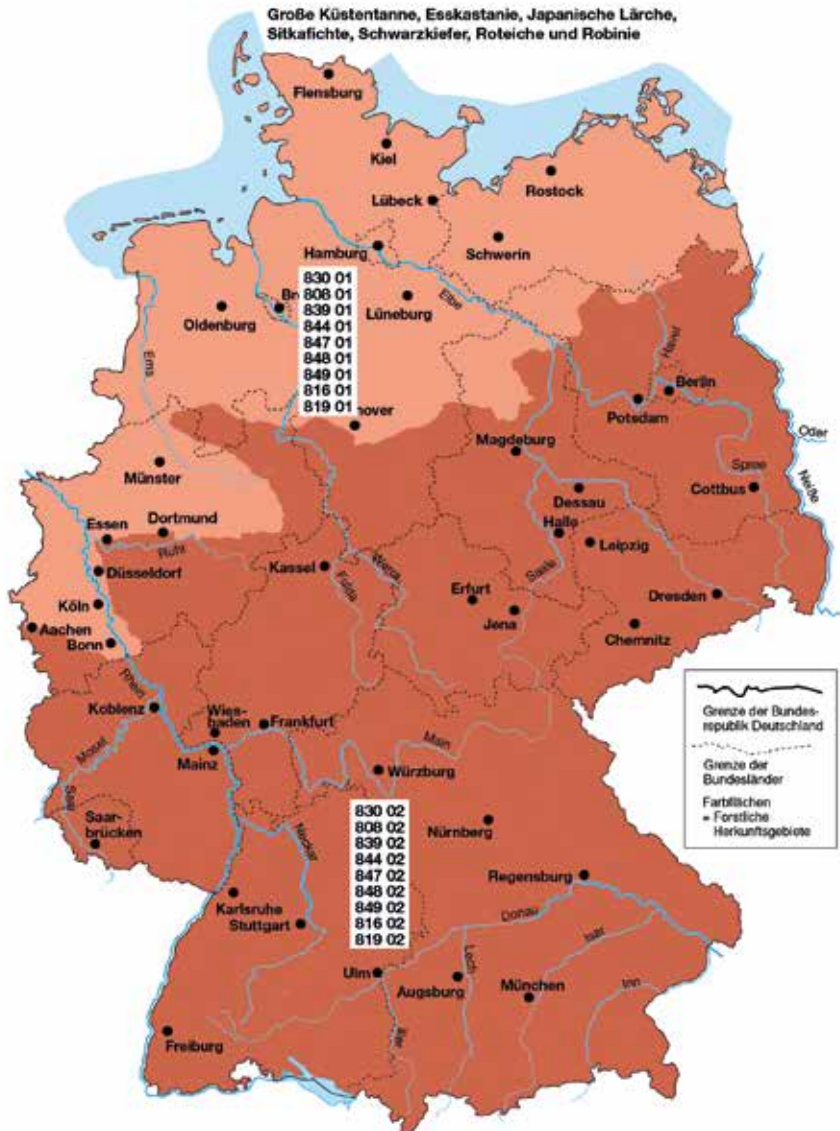 Große Küstentanne, Esskastanie, Japanische Lärche,
Sitkafichte, Schwarzkiefer, Roteiche und Robinie
Flensburg
Kiel
Rostock
Lübeck
Schwerin
Hamburg
830 01
808 01
839 01
844 01
847 01
848 01
849 01
816 01
819 01
Br
Oldenburg
Lüneburg
Elbe
Ems
Havel
Berlin
Potsdam
nover
Oder
Magdeburg
Münster
Spree
Neiße
Dessau
Cottbus
Essen
Dortmund
Halle
Ruhr
Leipzig
Düsseldorf
Kassel
Werra
Fulda
Saale
Erfurt
Dresden
Köln
Jena
Aachen
Chemnitz
Bonn
Rhein
Koblenz
Wies-
baden
Frankfurt
Mosel
Main
Mainz
Würzburg
Saar
Saar-
brücken
Neckar
830 02
808 02
839 02
844 02
847 02
848 02
849 02
816 02
819 02
Nürnberg
Regensburg
Karlsruhe
Stuttgart
Donau
Isar
Lech
Ulm
Augsburg
München
Inn
Iller
Freiburg
Grenze der Bundes-
republik Deutschland
Grenze der
Bundesländer
Farbflächen
= Forstliche
Herkunftsgebiete